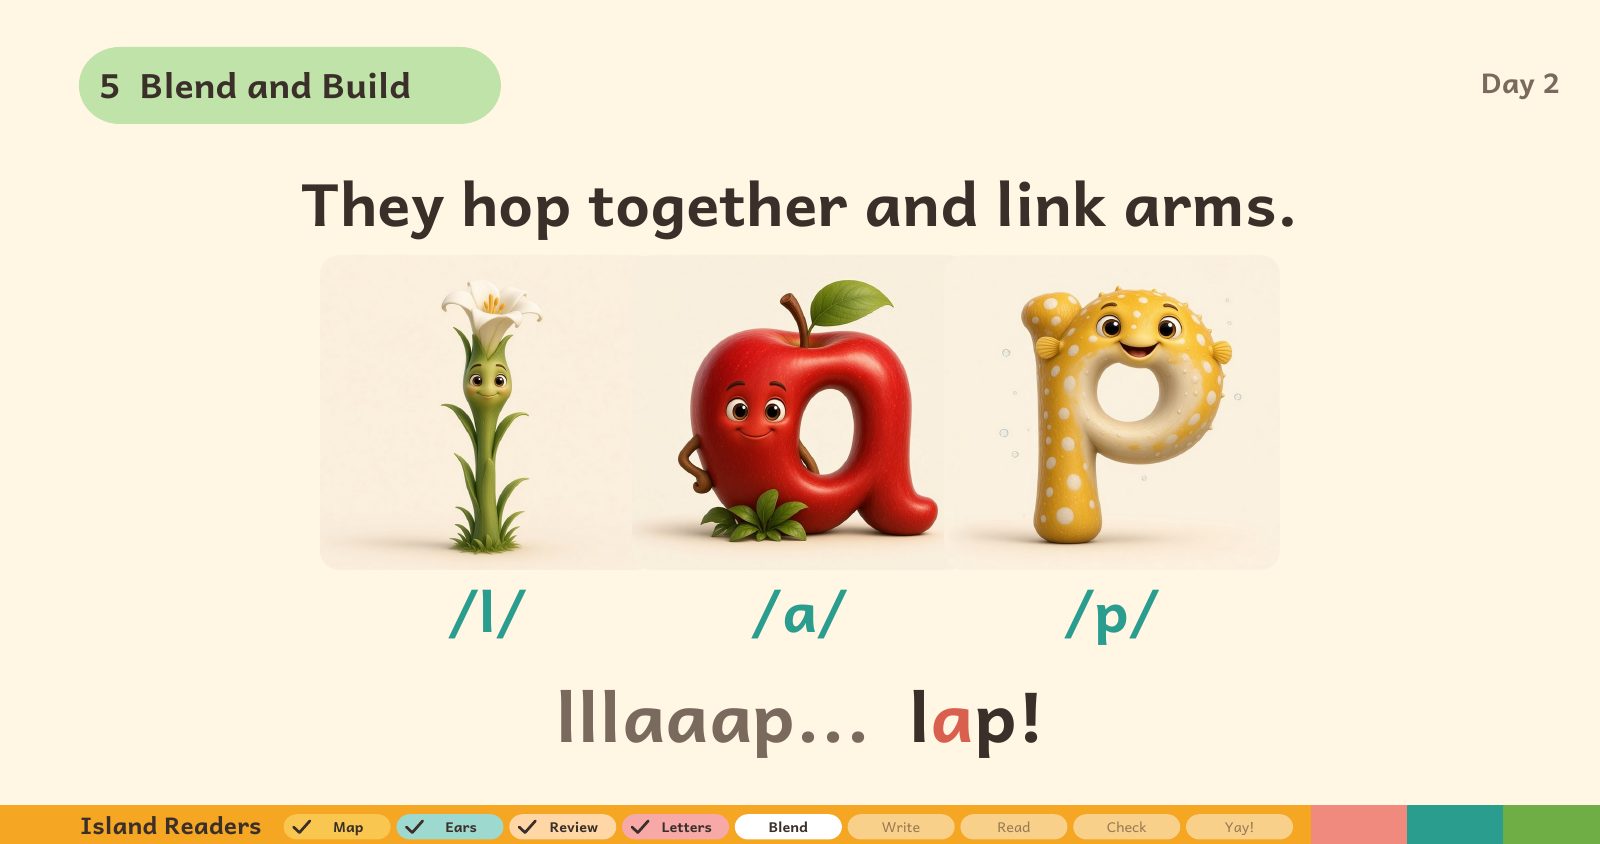 5 Blend and Build
Day 2
They hop together and link arms.
/l/ /a/ /p/
lllaaap... lap!
Island Readers Map Ears Review Letters Blend Write Read Check Yay!